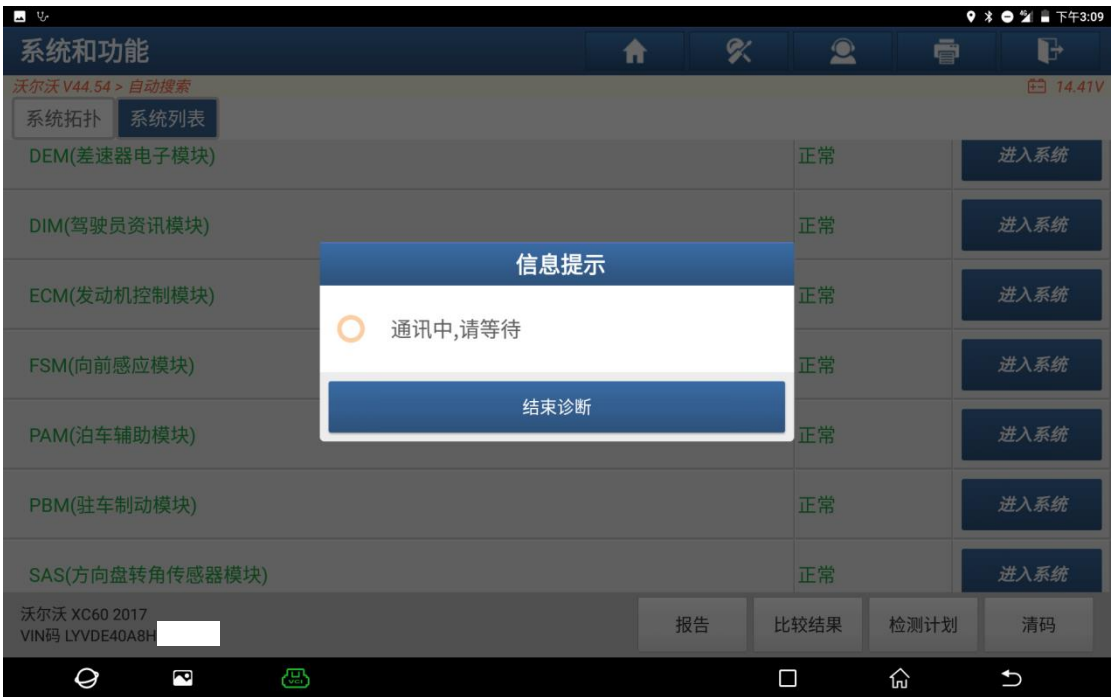 下午3:09
系统和功能
沃尔沃 V44.54 > 自动搜索
14.41V
系统拓扑 系统列表
DEM(差速器电子模块) 正常 进入系统
DIM(驾驶员资讯模块) 正常 进入系统
信息提示
ECM(发动机控制模块) 正常 进入系统
通讯中,请等待
FSM(向前感应模块) 正常 进入系统
结束诊断
PAM(泊车辅助模块) 正常 进入系统
PBM(驻车制动模块) 正常 进入系统
SAS(方向盘转角传感器模块) 正常 进入系统
沃尔沃 XC60 2017
VIN码 LYVDE40A8H
报告 比较结果 检测计划 清码
VCI